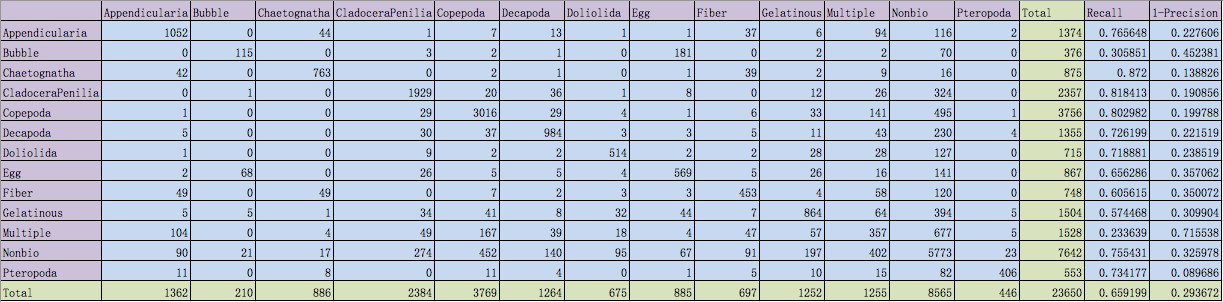 Appendicularia Bubble Chaetognatha CladoceraPenilia Copepoda Decapoda Doliolida Egg Fiber Gelatinous Multiple Nonbio Pteropoda Total Recall 1-Precision
Appendicularia 1052 0 44 1 7 13 1 1 37 6 94 116 2 1374 0.765648 0.227606
Bubble 0 115 0 3 2 1 0 181 0 2 2 70 0 376 0.305851 0.452381
Chaetognatha 42 0 763 0 2 1 0 1 39 2 9 16 0 875 0.872 0.138826
CladoceraPenilia 0 1 0 1929 20 36 1 8 0 12 26 324 0 2357 0.818413 0.190856
Copepoda 1 0 0 29 3016 29 4 1 6 33 141 495 1 3756 0.802982 0.199788
Decapoda 5 0 0 30 37 984 3 3 5 11 43 230 4 1355 0.726199 0.221519
Doliolida 1 0 0 9 2 2 514 2 2 28 28 127 0 715 0.718881 0.238519
Egg 2 68 0 26 5 5 4 569 5 26 16 141 0 867 0.656286 0.357062
Fiber 49 0 49 0 7 2 3 3 453 4 58 120 0 748 0.605615 0.350072
Gelatinous 5 5 1 34 41 8 32 44 7 864 64 394 5 1504 0.574468 0.309904
Multiple 104 0 4 49 167 39 18 4 47 57 357 677 5 1528 0.233639 0.715538
Nonbio 90 21 17 274 452 140 95 67 91 197 402 5773 23 7642 0.755431 0.325978
Pteropoda 11 0 8 0 11 4 0 1 5 10 15 82 406 553 0.734177 0.089686
Total 1362 210 886 2384 3769 1264 675 885 697 1252 1255 8565 446 23650 0.659199 0.293672